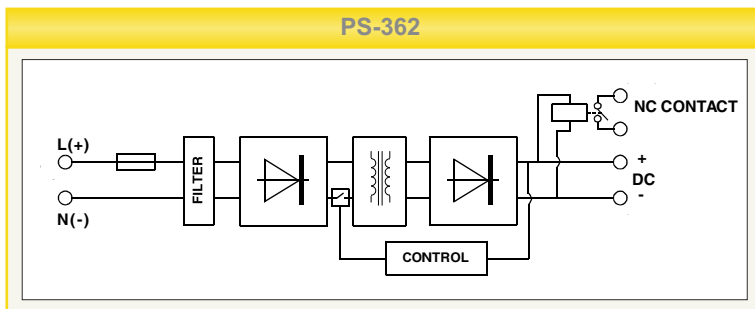 PS-362
NC CONTACT
L(+)
+
FILTER
DC
N(-)
-
CONTROL